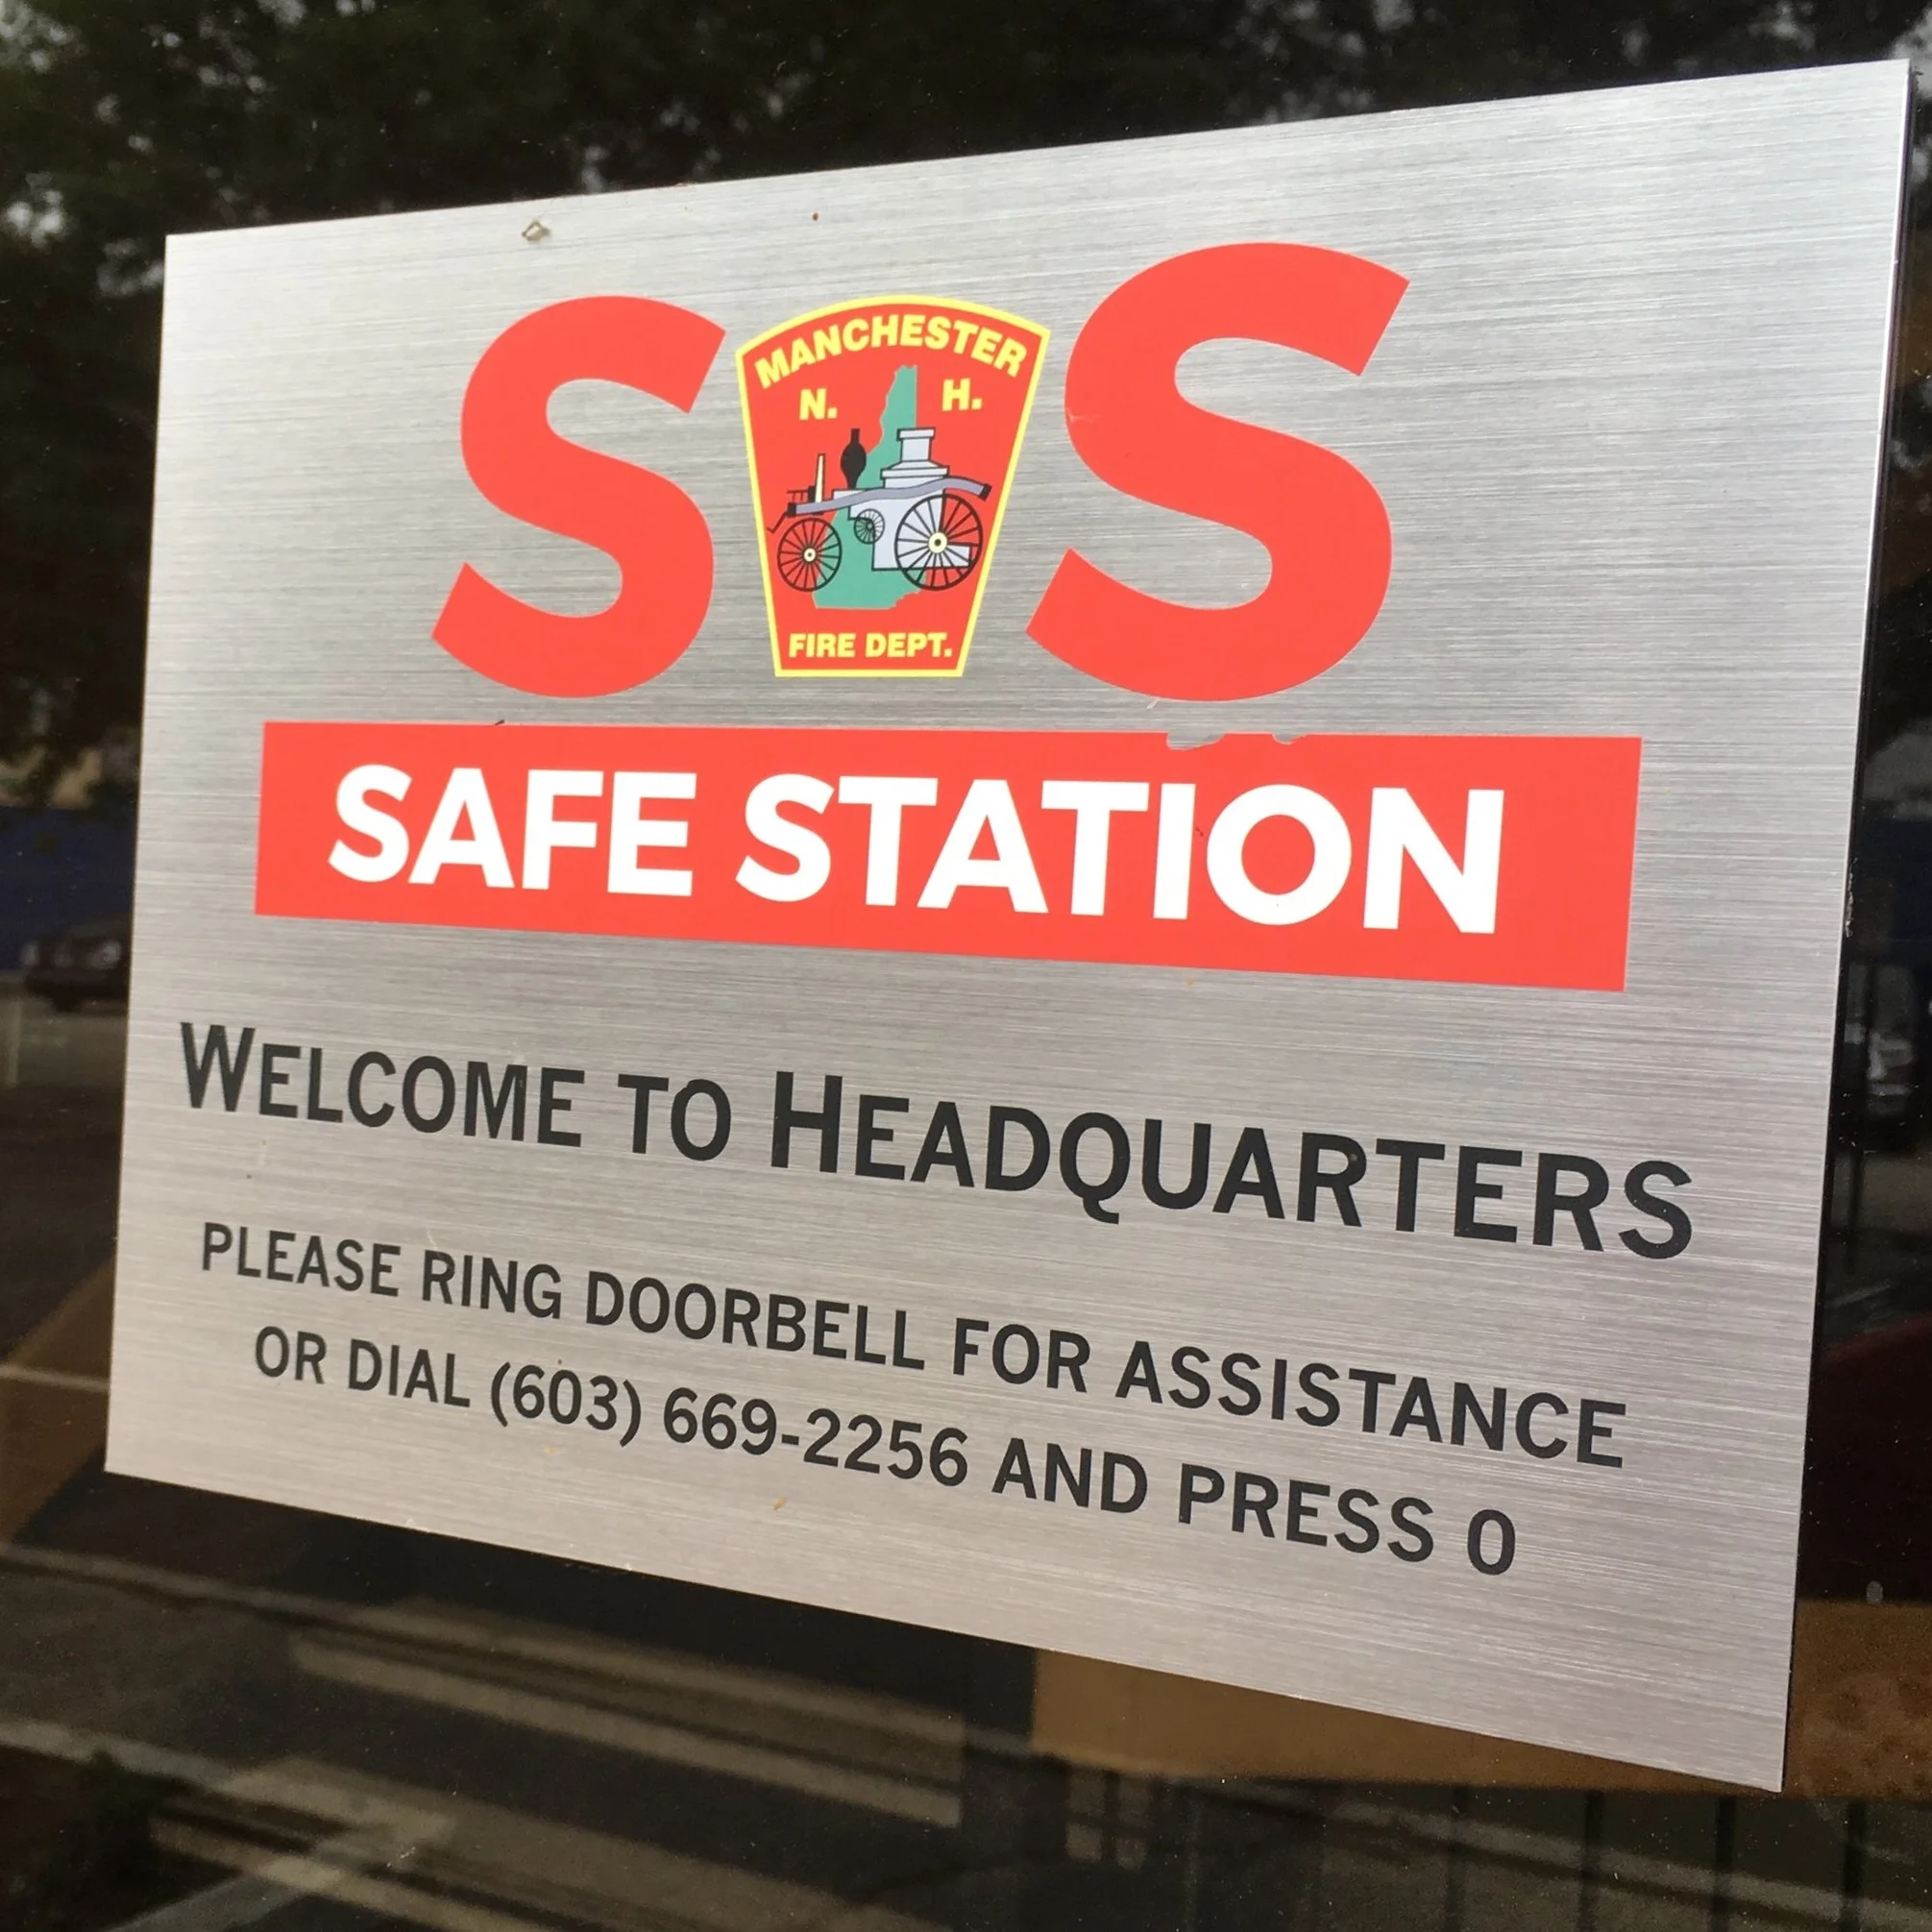 S S
MANCHESTER
N. H.
FIRE DEPT.
SAFE STATION
WELCOME TO HEADQUARTERS
PLEASE RING DOORBELL FOR ASSISTANCE
OR DIAL (603) 669-2256 AND PRESS 0